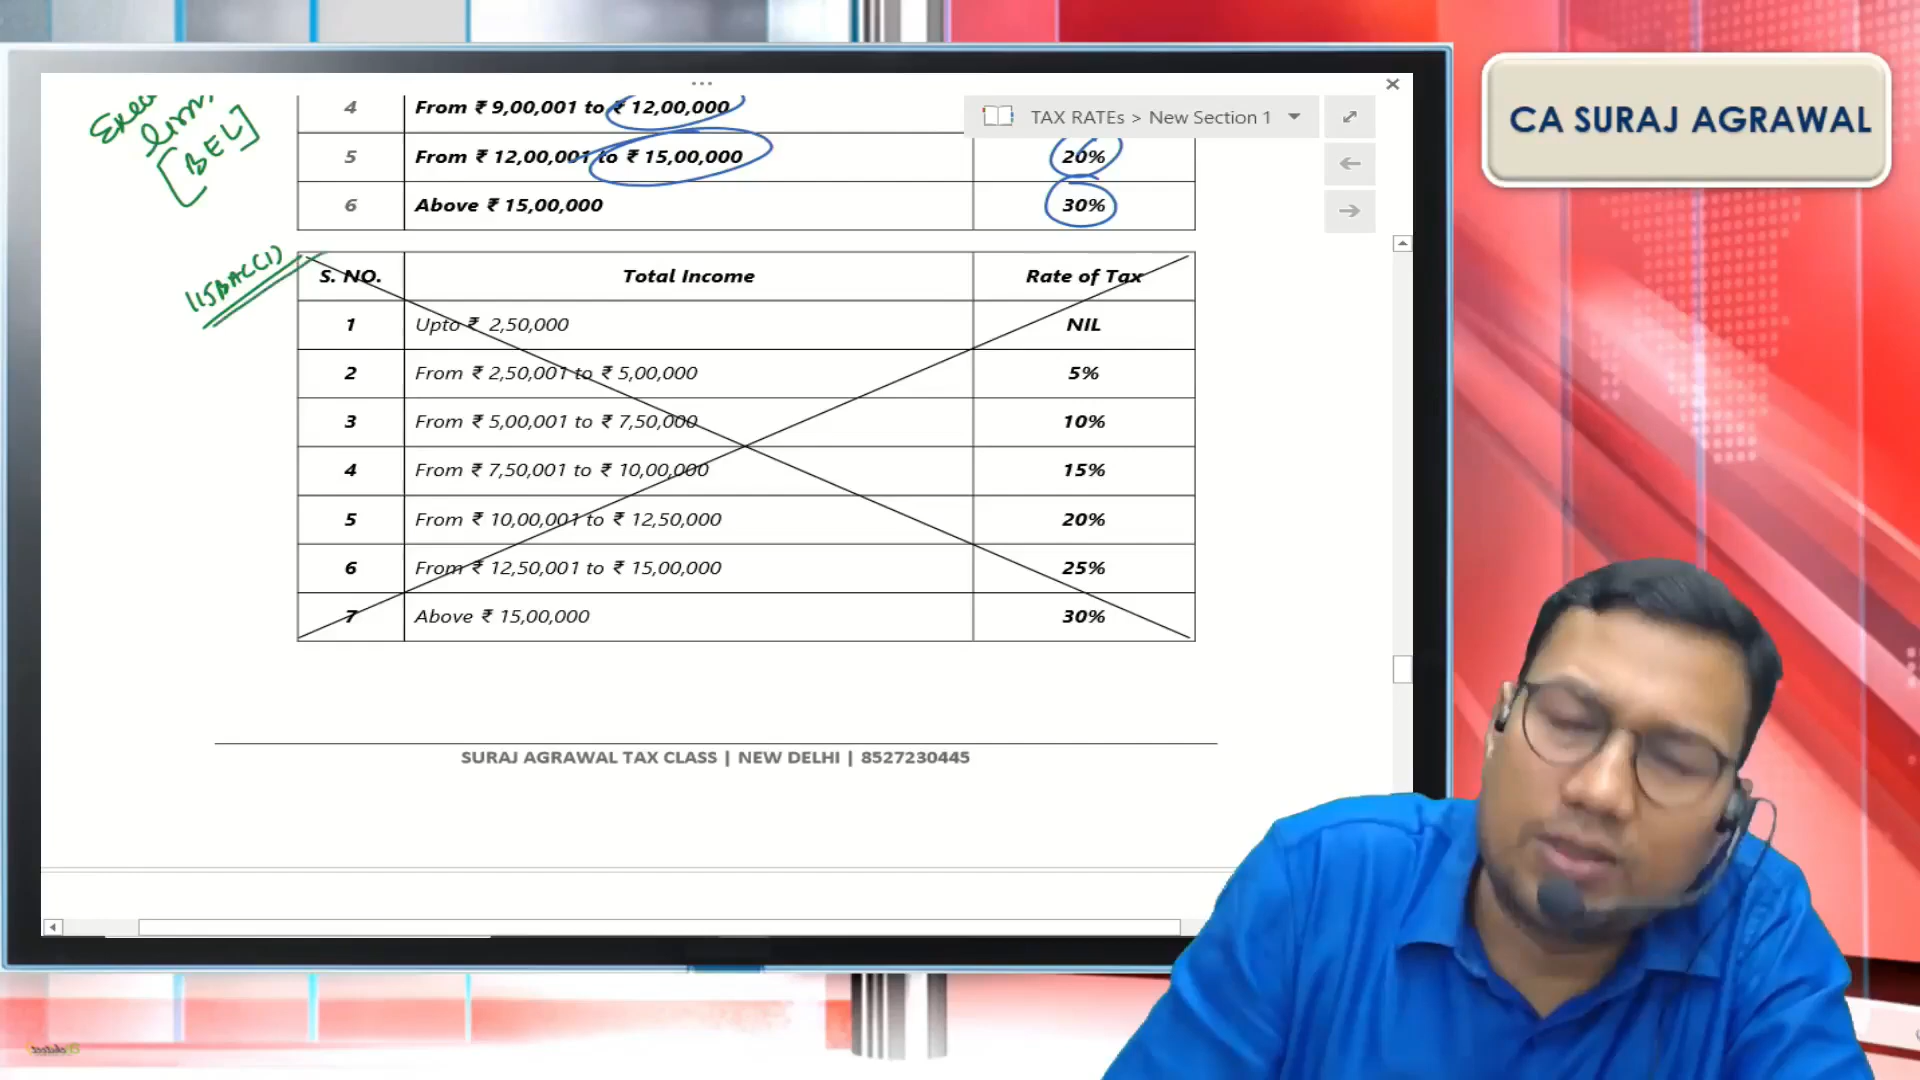 CA SURAJ AGRAWAL
TAX RATEs > New Section 1
[BEL]
4 From ₹ 9,00,001 to ₹ 12,00,000
5 From ₹ 12,00,001 to ₹ 15,00,000 20%
6 Above ₹ 15,00,000 30%
115BAC(1)
S. NO. Total Income Rate of Tax
1 Upto ₹ 2,50,000 NIL
2 From ₹ 2,50,001 to ₹ 5,00,000 5%
3 From ₹ 5,00,001 to ₹ 7,50,000 10%
4 From ₹ 7,50,001 to ₹ 10,00,000 15%
5 From ₹ 10,00,001 to ₹ 12,50,000 20%
6 From ₹ 12,50,001 to ₹ 15,00,000 25%
7 Above ₹ 15,00,000 30%
SURAJ AGRAWAL TAX CLASS | NEW DELHI | 8527230445